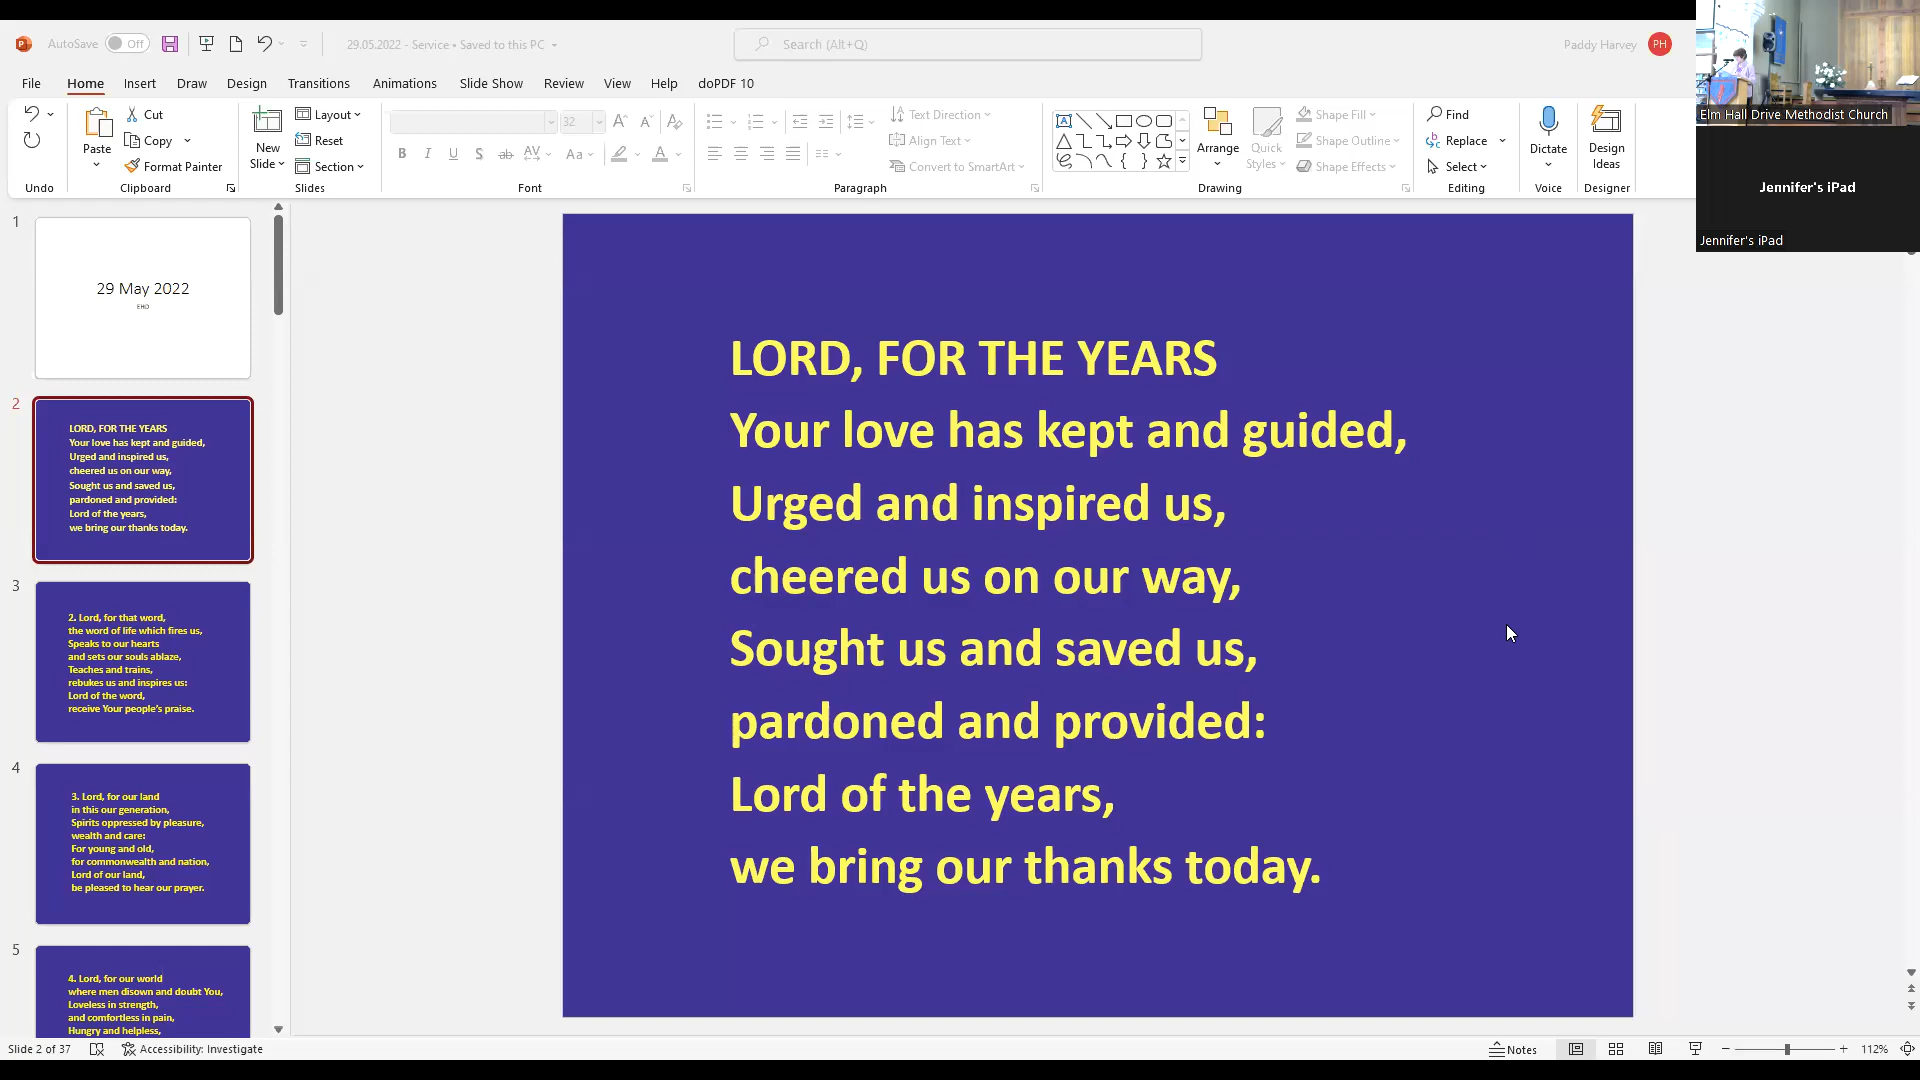 AutoSave Off
29.05.2022 - Service • Saved to this PC
Search (Alt+Q)
Paddy Harvey PH
File Home Insert Draw Design Transitions Animations Slide Show Review View Help doPDF 10
Undo
Paste Cut Copy Format Painter
Clipboard
New Slide Layout Reset Section
Slides
32
B I U S ab AV Aa A
Font
Text Direction
Align Text
Convert to SmartArt
Paragraph
Arrange
Quick Styles
Shape Fill
Shape Outline
Shape Effects
Drawing
Find
Replace
Select
Editing
Dictate
Voice
Design Ideas
Designer
Elm Hall Drive Methodist Church
Jennifer's iPad
Jennifer's iPad
1
29 May 2022
EHD
2
LORD, FOR THE YEARS
Your love has kept and guided,
Urged and inspired us,
cheered us on our way,
Sought us and saved us,
pardoned and provided:
Lord of the years,
we bring our thanks today.
3
2. Lord, for that word,
the word of life which fires us,
Speaks to our hearts
and sets our souls ablaze,
Teaches and trains,
rebukes us and inspires us:
Lord of the word,
receive Your people's praise.
4
3. Lord, for our land
in this our generation,
Spirits oppressed by pleasure,
wealth and care:
For young and old,
for commonwealth and nation,
Lord of our land,
be pleased to hear our prayer.
5
4. Lord, for our world
where men disown and doubt You,
Loveless in strength,
and comfortless in pain,
Hungry and helpless,
LORD, FOR THE YEARS
Your love has kept and guided,
Urged and inspired us,
cheered us on our way,
Sought us and saved us,
pardoned and provided:
Lord of the years,
we bring our thanks today.
Slide 2 of 37
Accessibility: Investigate
Notes
112%